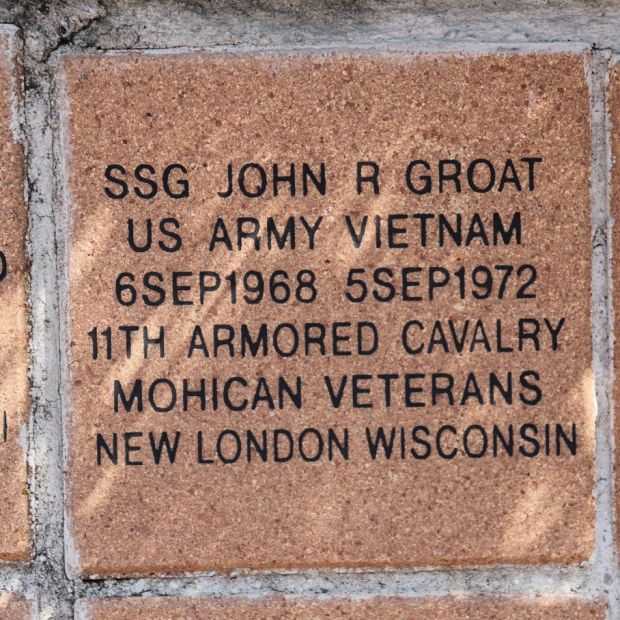 SSG JOHN R GROAT
US ARMY VIETNAM
6SEP1968 5SEP1972
11TH ARMORED CAVALRY
MOHICAN VETERANS
NEW LONDON WISCONSIN